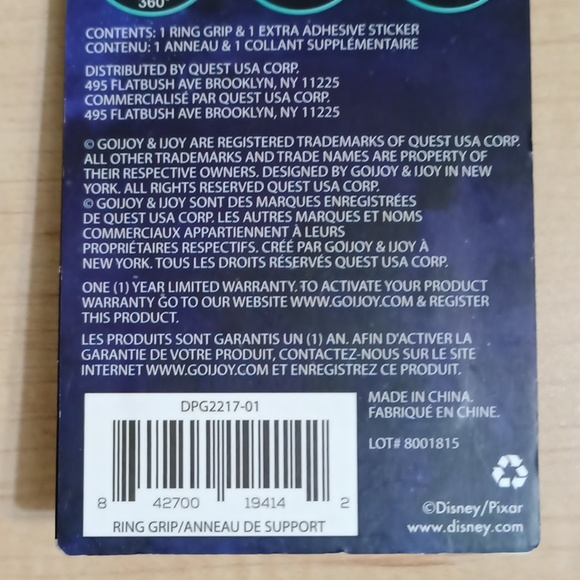 360°
CONTENTS: 1 RING GRIP & 1 EXTRA ADHESIVE STICKER
CONTENU: 1 ANNEAU & 1 COLLANT SUPPLÉMENTAIRE
DISTRIBUTED BY QUEST USA CORP.
495 FLATBUSH AVE BROOKLYN, NY 11225
COMMERCIALISÉ PAR QUEST USA CORP.
495 FLATBUSH AVE BROOKLYN, NY 11225
© GOIJOY & IJOY ARE REGISTERED TRADEMARKS OF QUEST USA CORP.
ALL OTHER TRADEMARKS AND TRADE NAMES ARE PROPERTY OF
THEIR RESPECTIVE OWNERS. DESIGNED BY GOIJOY & IJOY IN NEW
YORK. ALL RIGHTS RESERVED QUEST USA CORP.
© GOIJOY & IJOY SONT DES MARQUES ENREGISTRÉES
DE QUEST USA CORP. LES AUTRES MARQUES ET NOMS
COMMERCIAUX APPARTIENNENT À LEURS
PROPRIÉTAIRES RESPECTIFS. CRÉÉ PAR GOIJOY & IJOY À
NEW YORK. TOUS LES DROITS RÉSERVÉS QUEST USA CORP.
ONE (1) YEAR LIMITED WARRANTY. TO ACTIVATE YOUR PRODUCT
WARRANTY GO TO OUR WEBSITE WWW.GOIJOY.COM & REGISTER
THIS PRODUCT.
LES PRODUITS SONT GARANTIS UN (1) AN. AFIN D'ACTIVER LA
GARANTIE DE VOTRE PRODUIT, CONTACTEZ-NOUS SUR LE SITE
INTERNET WWW.GOIJOY.COM ET ENREGISTREZ CE PRODUIT.
DPG2217-01
8 42700 19414 2
RING GRIP/ANNEAU DE SUPPORT
MADE IN CHINA.
FABRIQUÉ EN CHINE.
LOT# 8001815
©Disney/Pixar
www.disney.com